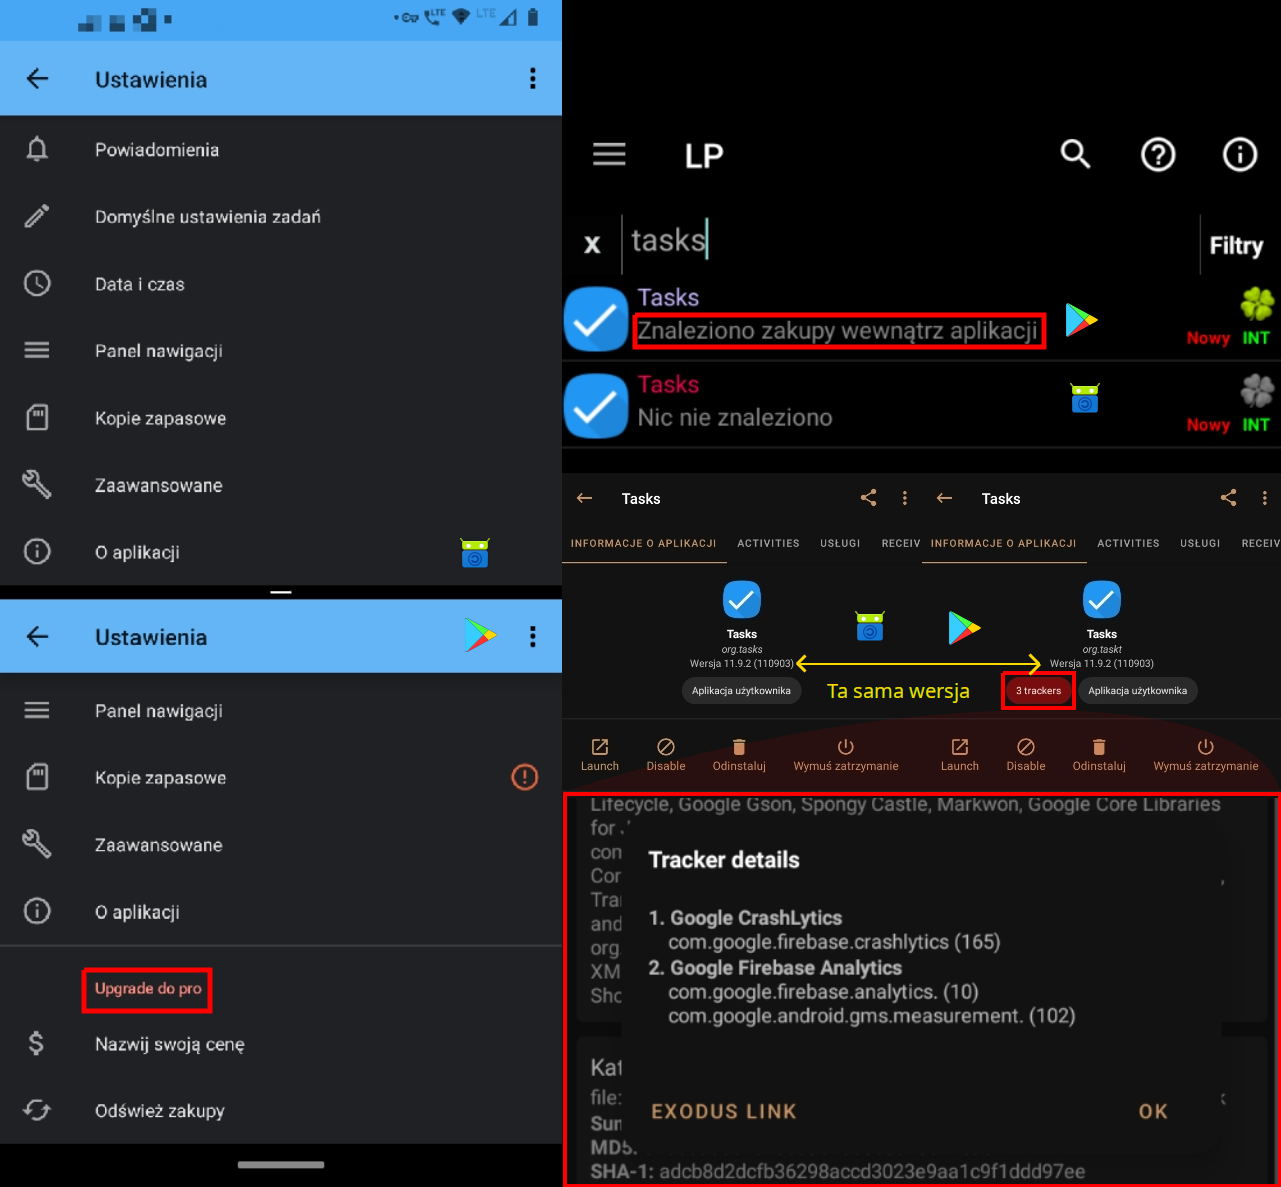 LTE
LTE
Ustawienia
Powiadomienia
Domyślne ustawienia zadań
Data i czas
Panel nawigacji
Kopie zapasowe
Zaawansowane
O aplikacji
Ustawienia
Panel nawigacji
Kopie zapasowe
Zaawansowane
O aplikacji
Upgrade do pro
Nazwij swoją cenę
Odśwież zakupy
LP
x tasks Filtry
Tasks
Znaleziono zakupy wewnątrz aplikacji
Nowy INT
Tasks
Nic nie znaleziono
Nowy INT
Tasks
INFORMACJE O APLIKACJI ACTIVITIES USŁUGI RECEIV
Tasks
org.tasks
Wersja 11.9.2 (110903)
Aplikacja użytkownika
Launch Disable Odinstaluj Wymuś zatrzymanie
Ta sama wersja
Tasks
INFORMACJE O APLIKACJI ACTIVITIES USŁUGI RECEIV
Tasks
org.taskt
Wersja 11.9.2 (110903)
3 trackers Aplikacja użytkownika
Launch Disable Odinstaluj Wymuś zatrzymanie
Lifecycle, Google Gson, Spongy Castle, Markwon, Google Core Libraries
for
com
Cor
Tra
and
org
XM
Sho
Tracker details
1. Google CrashLytics
com.google.firebase.crashlytics (165)
2. Google Firebase Analytics
com.google.firebase.analytics. (10)
com.google.android.gms.measurement. (102)
EXODUS LINK OK
Kat
file:
Sun
MD5:
SHA-1: adcb8d2dcfb36298accd3023e9aa1c9f1ddd97ee